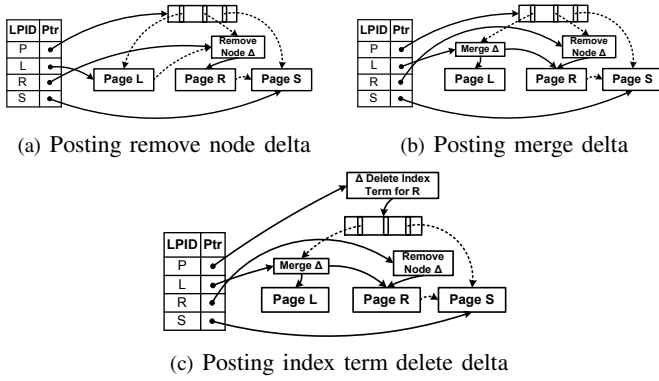 LPID Ptr
P
L
R
S
Remove Node Δ
Page L
Page R
Page S
(a) Posting remove node delta
LPID Ptr
P
L
R
S
Merge Δ
Remove Node Δ
Page L
Page R
Page S
(b) Posting merge delta
Δ Delete Index
Term for R
LPID Ptr
P
L
R
S
Merge Δ
Remove
Node Δ
Page L
Page R
Page S
(c) Posting index term delete delta